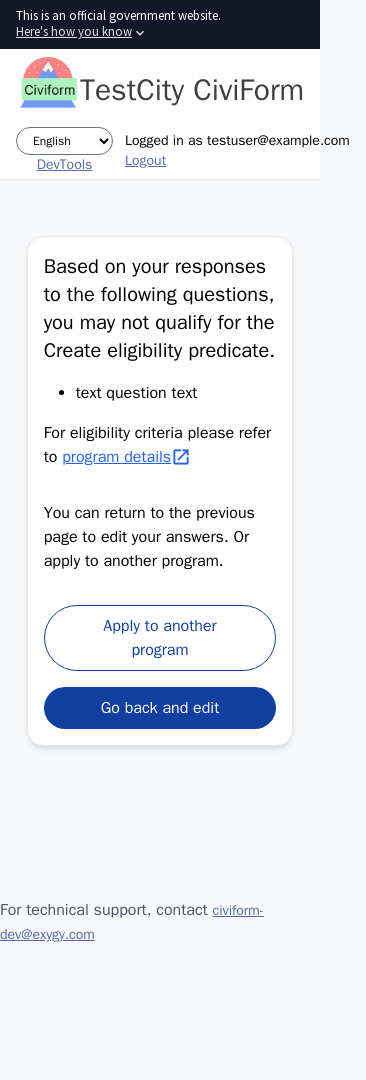 This is an official government website.
Here's how you know
Civiform
TestCity CiviForm
English
Logged in as testuser@example.com
DevTools
Logout
Based on your responses
to the following questions,
you may not qualify for the
Create eligibility predicate.
• text question text
For eligibility criteria please refer
to program details
You can return to the previous
page to edit your answers. Or
apply to another program.
Apply to another
program
Go back and edit
For technical support, contact civiform-
dev@exygy.com